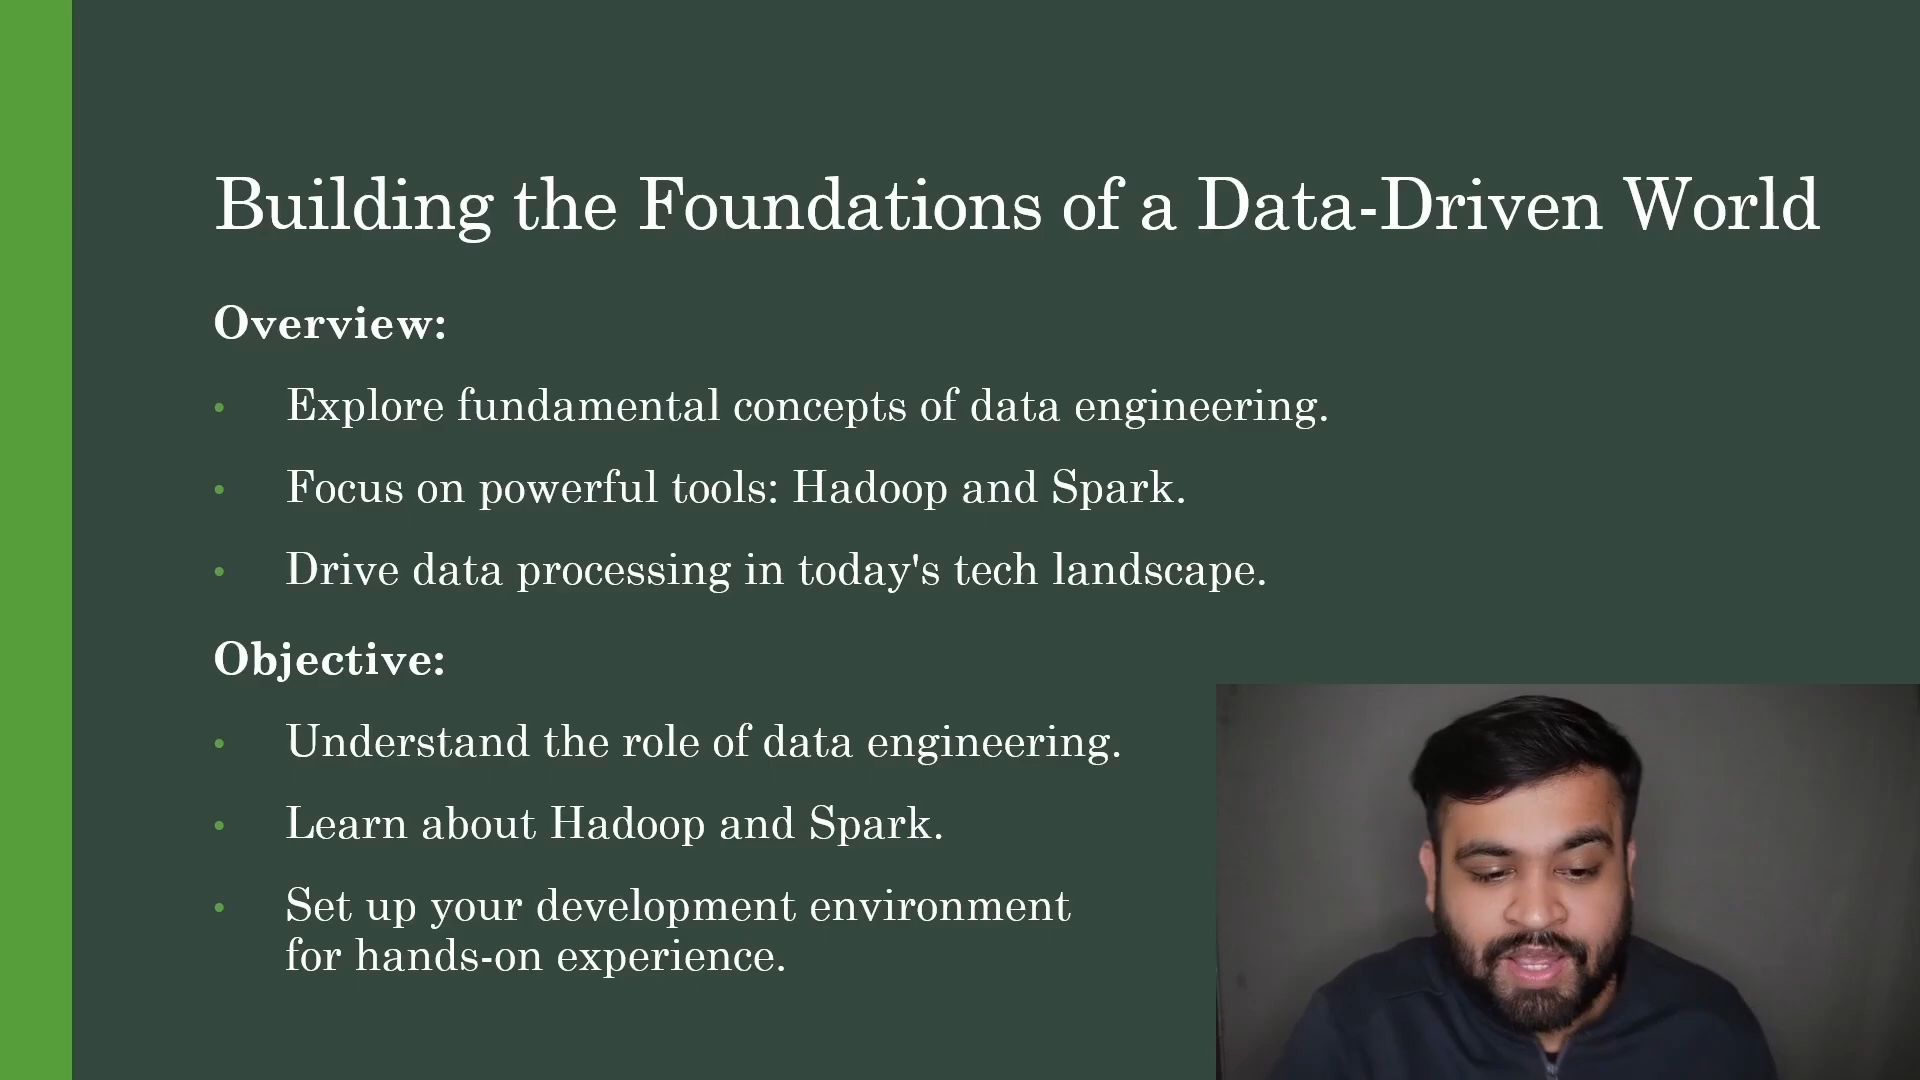 Building the Foundations of a Data-Driven World
Overview:
• Explore fundamental concepts of data engineering.
• Focus on powerful tools: Hadoop and Spark.
• Drive data processing in today's tech landscape.
Objective:
• Understand the role of data engineering.
• Learn about Hadoop and Spark.
• Set up your development environment
for hands-on experience.